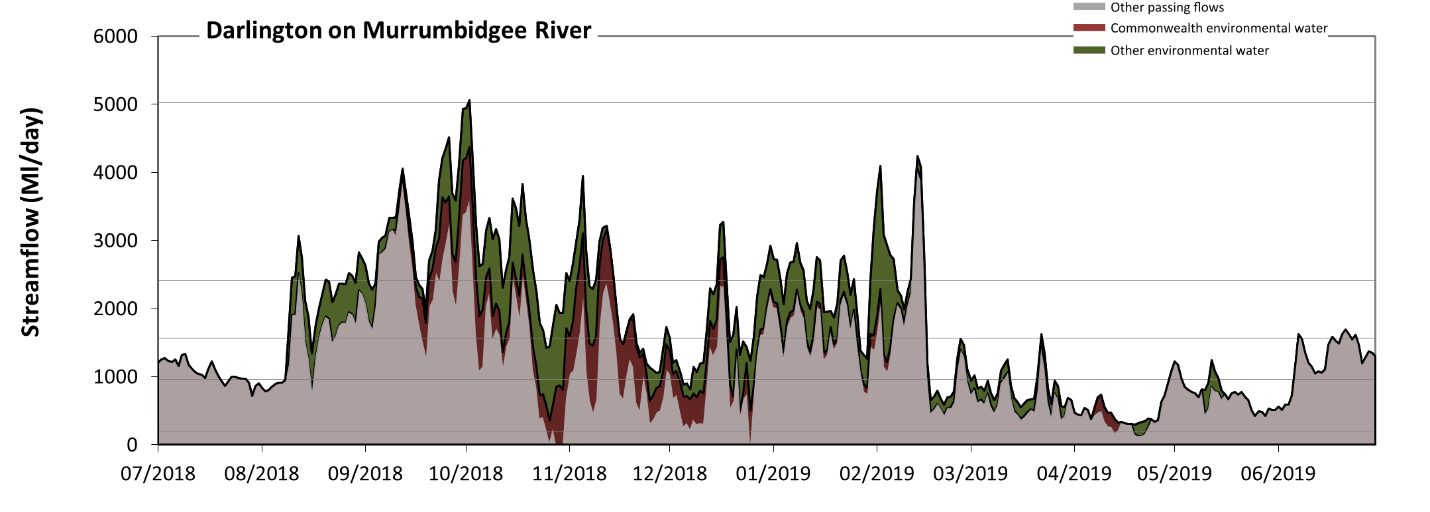 Other passing flows
Commonwealth environmental water
Other environmental water
Darlington on Murrumbidgee River
Streamflow (Ml/day)
6000
5000
4000
3000
2000
1000
0
07/2018 08/2018 09/2018 10/2018 11/2018 12/2018 01/2019 02/2019 03/2019 04/2019 05/2019 06/2019